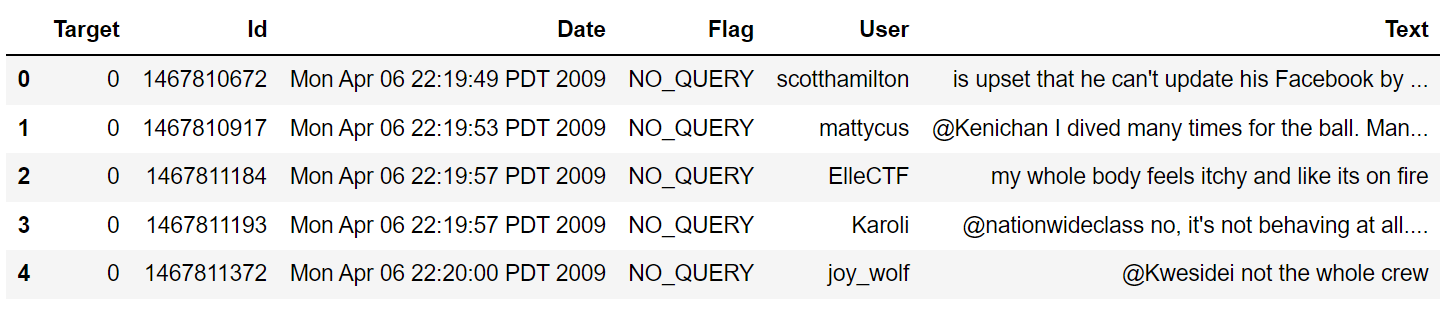 Target Id Date Flag User Text
0 0 1467810672 Mon Apr 06 22:19:49 PDT 2009 NO_QUERY scotthamilton is upset that he can't update his Facebook by ...
1 0 1467810917 Mon Apr 06 22:19:53 PDT 2009 NO_QUERY mattycus @Kenichan I dived many times for the ball. Man...
2 0 1467811184 Mon Apr 06 22:19:57 PDT 2009 NO_QUERY ElleCTF my whole body feels itchy and like its on fire
3 0 1467811193 Mon Apr 06 22:19:57 PDT 2009 NO_QUERY Karoli @nationwideclass no, it's not behaving at all....
4 0 1467811372 Mon Apr 06 22:20:00 PDT 2009 NO_QUERY joy_wolf @Kwesidei not the whole crew